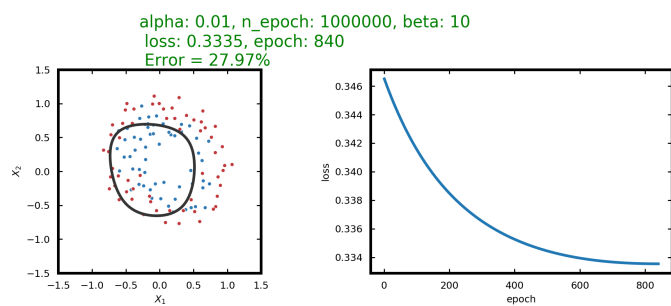 alpha: 0.01, n_epoch: 1000000, beta: 10
loss: 0.3335, epoch: 840
Error = 27.97%
1.5
1.0
0.5
0.0
−0.5
−1.0
−1.5
X2
−1.5 −1.0 −0.5 0.0 0.5 1.0 1.5
X1
0.346
0.344
0.342
0.340
0.338
0.336
0.334
loss
0 200 400 600 800
epoch